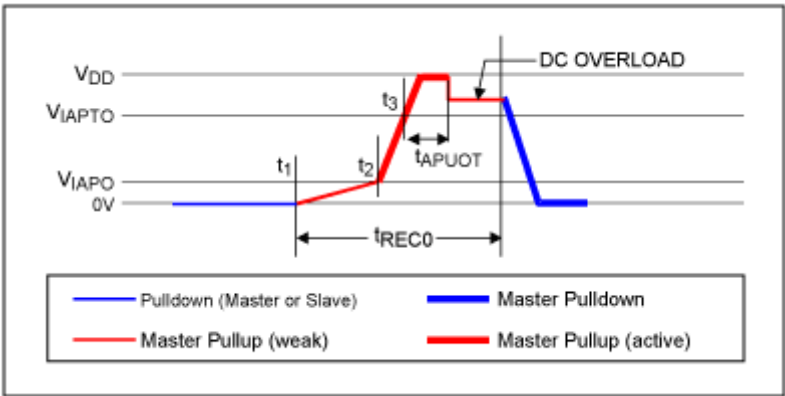 VDD
DC OVERLOAD
VIAPTO
t3
tAPUOT
t1
t2
VIAPO
0V
tREC0
Pulldown (Master or Slave)
Master Pulldown
Master Pullup (weak)
Master Pullup (active)